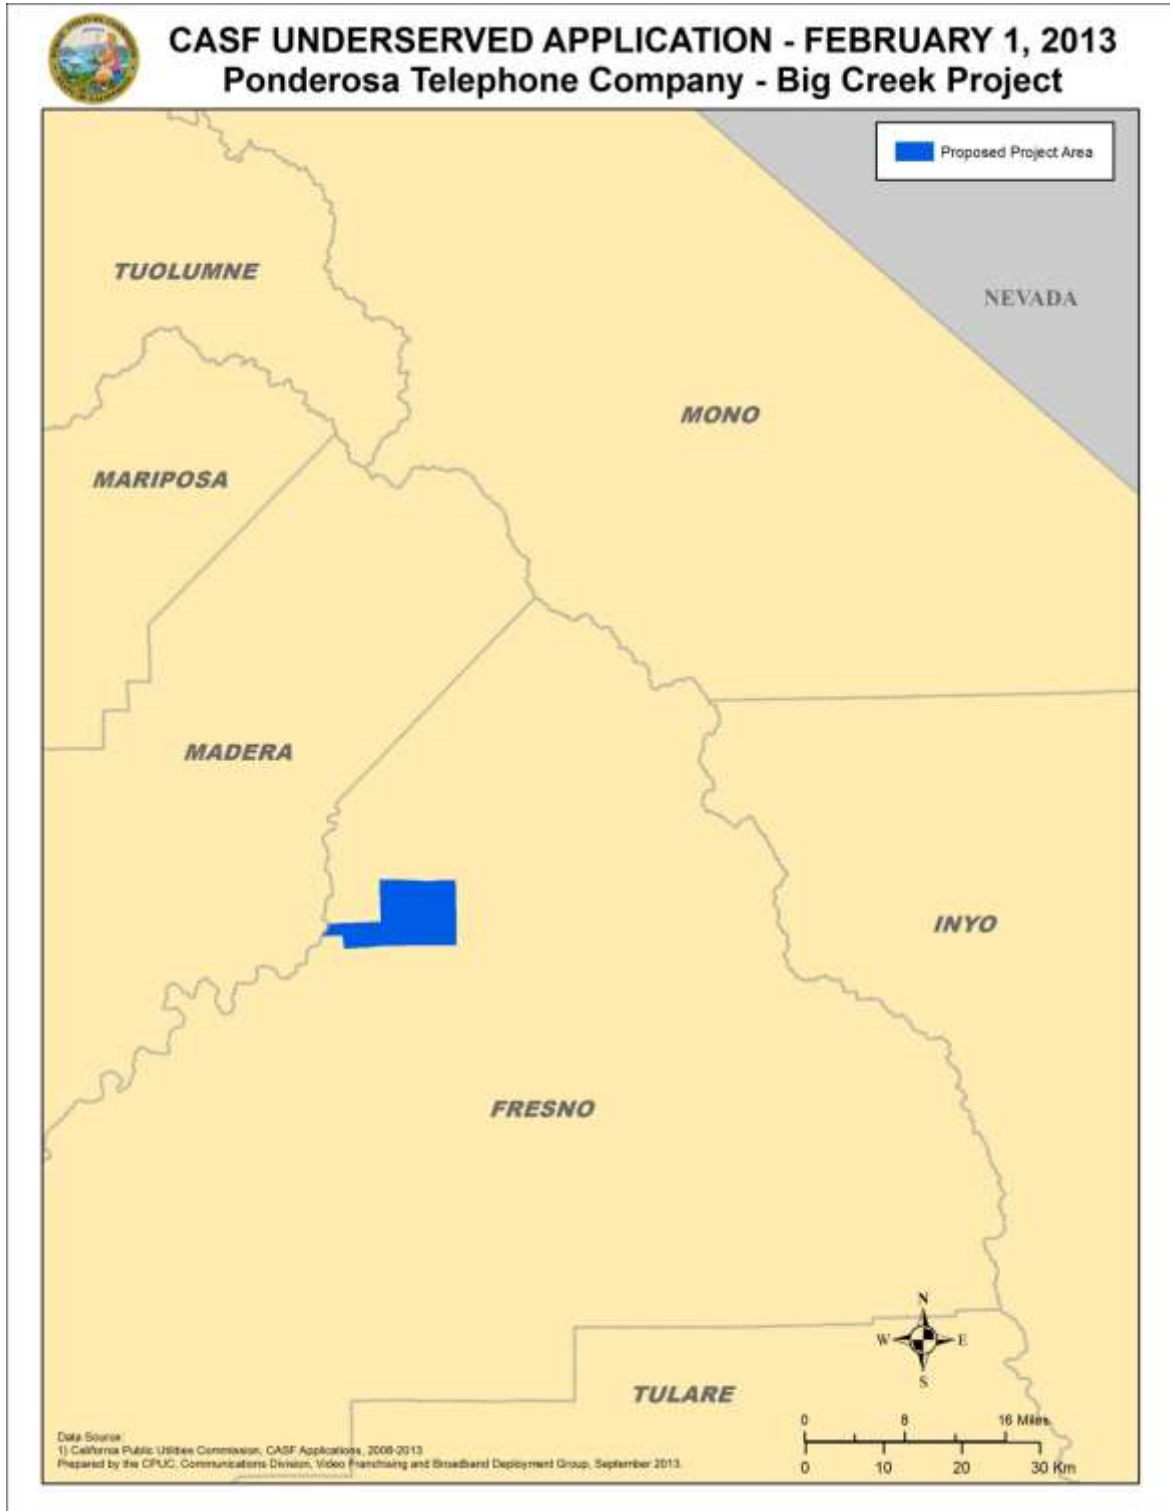 CASF UNDERSERVED APPLICATION - FEBRUARY 1, 2013
Ponderosa Telephone Company - Big Creek Project
Proposed Project Area
TUOLUMNE
NEVADA
MONO
MARIPOSA
MADERA
INYO
FRESNO
N
W E
S
TULARE
0 8 16 Miles
0 10 20 30 Km
Data Source:
1) California Public Utilities Commission, CASF Applications, 2008-2013
Prepared by the CPUC, Communications Division, Video Franchising and Broadband Deployment Group, September 2013.